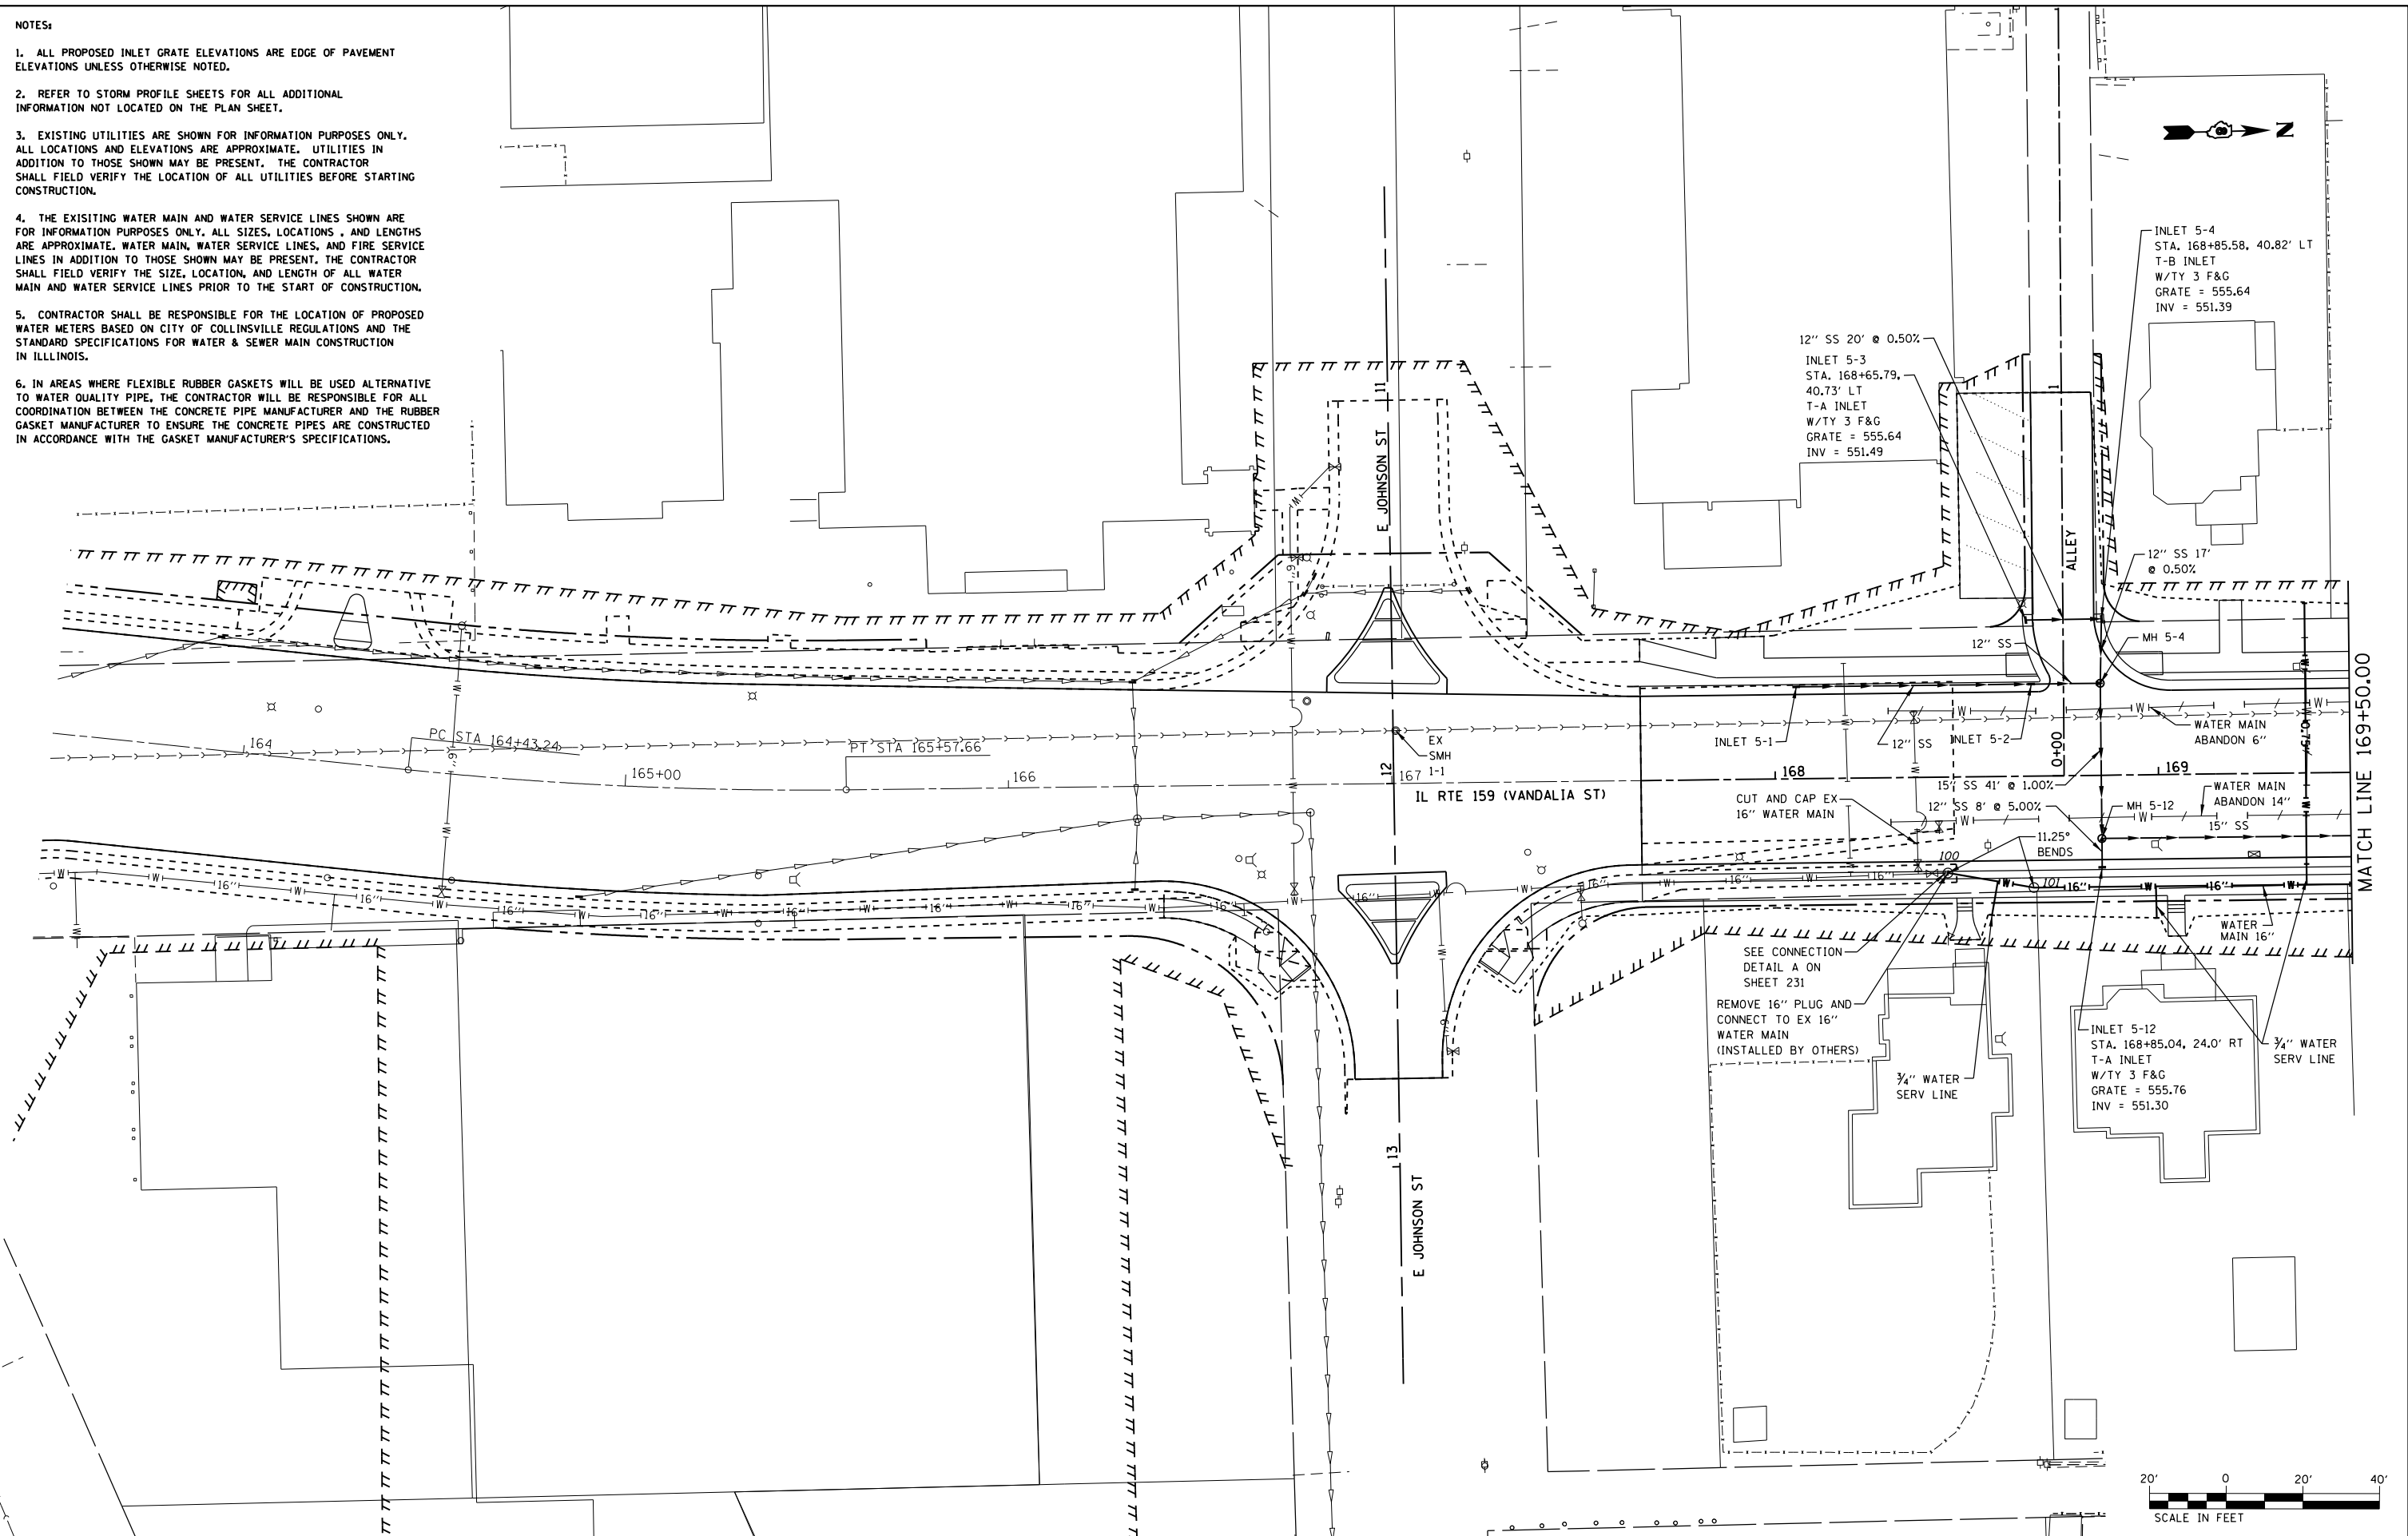 NOTES:
1. ALL PROPOSED INLET GRATE ELEVATIONS ARE EDGE OF PAVEMENT
ELEVATIONS UNLESS OTHERWISE NOTED.
2. REFER TO STORM PROFILE SHEETS FOR ALL ADDITIONAL
INFORMATION NOT LOCATED ON THE PLAN SHEET.
3. EXISTING UTILITIES ARE SHOWN FOR INFORMATION PURPOSES ONLY.
ALL LOCATIONS AND ELEVATIONS ARE APPROXIMATE. UTILITIES IN
ADDITION TO THOSE SHOWN MAY BE PRESENT. THE CONTRACTOR
SHALL FIELD VERIFY THE LOCATION OF ALL UTILITIES BEFORE STARTING
CONSTRUCTION.
4. THE EXISITING WATER MAIN AND WATER SERVICE LINES SHOWN ARE
FOR INFORMATION PURPOSES ONLY. ALL SIZES, LOCATIONS , AND LENGTHS
ARE APPROXIMATE. WATER MAIN, WATER SERVICE LINES, AND FIRE SERVICE
LINES IN ADDITION TO THOSE SHOWN MAY BE PRESENT. THE CONTRACTOR
SHALL FIELD VERIFY THE SIZE, LOCATION, AND LENGTH OF ALL WATER
MAIN AND WATER SERVICE LINES PRIOR TO THE START OF CONSTRUCTION.
5. CONTRACTOR SHALL BE RESPONSIBLE FOR THE LOCATION OF PROPOSED
WATER METERS BASED ON CITY OF COLLINSVILLE REGULATIONS AND THE
STANDARD SPECIFICATIONS FOR WATER & SEWER MAIN CONSTRUCTION
IN ILLLINOIS.
6. IN AREAS WHERE FLEXIBLE RUBBER GASKETS WILL BE USED ALTERNATIVE
TO WATER QUALITY PIPE, THE CONTRACTOR WILL BE RESPONSIBLE FOR ALL
COORDINATION BETWEEN THE CONCRETE PIPE MANUFACTURER AND THE RUBBER
GASKET MANUFACTURER TO ENSURE THE CONCRETE PIPES ARE CONSTRUCTED
IN ACCORDANCE WITH THE GASKET MANUFACTURER'S SPECIFICATIONS.
N
INLET 5-4
STA. 168+85.58, 40.82' LT
T-B INLET
W/TY 3 F&G
GRATE = 555.64
INV = 551.39
12" SS 20' @ 0.50%
INLET 5-3
STA. 168+65.79,
40.73' LT
T-A INLET
W/TY 3 F&G
GRATE = 555.64
INV = 551.49
1
11
E JOHNSON ST
ALLEY
12" SS 17'
@ 0.50%
MH 5-4
12" SS
6"
INLET 5-1
12" SS
INLET 5-2
0+00
WATER MAIN
ABANDON 6"
0.75"
MATCH LINE 169+50.00
164
PC STA 164+43.24
6"
165+00
PT STA 165+57.66
166
12
167
EX
SMH
1-1
IL RTE 159 (VANDALIA ST)
168
169
15" SS 41' @ 1.00%
12" SS 8' @ 5.00%
CUT AND CAP EX
16" WATER MAIN
WATER MAIN
ABANDON 14"
MH 5-12
15" SS
11.25°
BENDS
100
101
W 16" W 16" W 16" W 16" W 16" W 16" W
16" W 16" W 16"
16" W 16" W
WATER
MAIN 16"
SEE CONNECTION
DETAIL A ON
SHEET 231
REMOVE 16" PLUG AND
CONNECT TO EX 16"
WATER MAIN
(INSTALLED BY OTHERS)
6"
3/4" WATER
SERV LINE
INLET 5-12
STA. 168+85.04, 24.0' RT
T-A INLET
W/TY 3 F&G
GRATE = 555.76
INV = 551.30
3/4" WATER
SERV LINE
13
E JOHNSON ST
20' 0 20' 40'
SCALE IN FEET